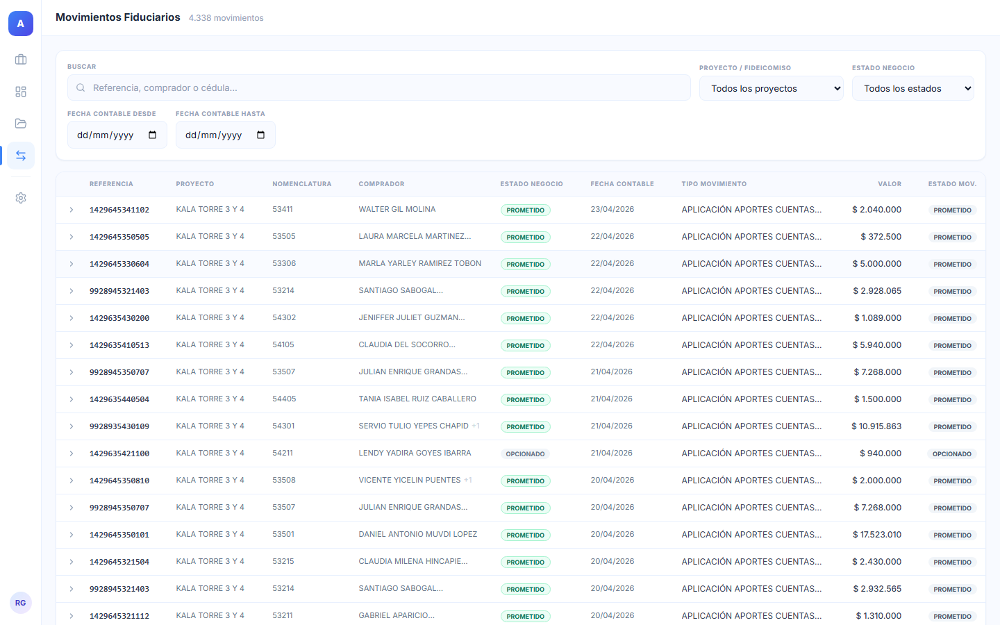 A
Movimientos Fiduciarios 4.338 movimientos
BUSCAR PROYECTO / FIDEICOMISO ESTADO NEGOCIO
Referencia, comprador o cédula... Todos los proyectos Todos los estados
FECHA CONTABLE DESDE FECHA CONTABLE HASTA
dd/mm/yyyy dd/mm/yyyy
REFERENCIA PROYECTO NOMENCLATURA COMPRADOR ESTADO NEGOCIO FECHA CONTABLE TIPO MOVIMIENTO VALOR ESTADO MOV.
1429645341102 KALA TORRE 3 Y 4 53411 WALTER GIL MOLINA PROMETIDO 23/04/2026 APLICACIÓN APORTES CUENTAS... $ 2.040.000 PROMETIDO
1429645350505 KALA TORRE 3 Y 4 53505 LAURA MARCELA MARTINEZ... PROMETIDO 22/04/2026 APLICACIÓN APORTES CUENTAS... $ 372.500 PROMETIDO
1429645330604 KALA TORRE 3 Y 4 53306 MARLA YARLEY RAMIREZ TOBON PROMETIDO 22/04/2026 APLICACIÓN APORTES CUENTAS... $ 5.000.000 PROMETIDO
9928945321403 KALA TORRE 3 Y 4 53214 SANTIAGO SABOGAL... PROMETIDO 22/04/2026 APLICACIÓN APORTES CUENTAS... $ 2.928.065 PROMETIDO
1429635430200 KALA TORRE 3 Y 4 54302 JENIFFER JULIET GUZMAN... PROMETIDO 22/04/2026 APLICACIÓN APORTES CUENTAS... $ 1.089.000 PROMETIDO
1429635410513 KALA TORRE 3 Y 4 54105 CLAUDIA DEL SOCORRO... PROMETIDO 22/04/2026 APLICACIÓN APORTES CUENTAS... $ 5.940.000 PROMETIDO
9928945350707 KALA TORRE 3 Y 4 53507 JULIAN ENRIQUE GRANDAS... PROMETIDO 21/04/2026 APLICACIÓN APORTES CUENTAS... $ 7.268.000 PROMETIDO
1429635440504 KALA TORRE 3 Y 4 54405 TANIA ISABEL RUIZ CABALLERO PROMETIDO 21/04/2026 APLICACIÓN APORTES CUENTAS... $ 1.500.000 PROMETIDO
9928935430109 KALA TORRE 3 Y 4 54301 SERVIO TULIO YEPES CHAPID +1 PROMETIDO 21/04/2026 APLICACIÓN APORTES CUENTAS... $ 10.915.863 PROMETIDO
1429635421100 KALA TORRE 3 Y 4 54211 LENDY YADIRA GOYES IBARRA OPCIONADO 21/04/2026 APLICACIÓN APORTES CUENTAS... $ 940.000 OPCIONADO
1429645350810 KALA TORRE 3 Y 4 53508 VICENTE YICELIN PUENTES +1 PROMETIDO 20/04/2026 APLICACIÓN APORTES CUENTAS... $ 2.000.000 PROMETIDO
9928945350707 KALA TORRE 3 Y 4 53507 JULIAN ENRIQUE GRANDAS... PROMETIDO 20/04/2026 APLICACIÓN APORTES CUENTAS... $ 7.268.000 PROMETIDO
1429645350101 KALA TORRE 3 Y 4 53501 DANIEL ANTONIO MUVDI LOPEZ PROMETIDO 20/04/2026 APLICACIÓN APORTES CUENTAS... $ 17.523.010 PROMETIDO
1429645321504 KALA TORRE 3 Y 4 53215 CLAUDIA MILENA HINCAPIE... PROMETIDO 20/04/2026 APLICACIÓN APORTES CUENTAS... $ 2.430.000 PROMETIDO
9928945321403 KALA TORRE 3 Y 4 53214 SANTIAGO SABOGAL... PROMETIDO 20/04/2026 APLICACIÓN APORTES CUENTAS... $ 2.932.565 PROMETIDO
1429645321112 KALA TORRE 3 Y 4 53211 GABRIEL APARICIO... PROMETIDO 20/04/2026 APLICACIÓN APORTES CUENTAS... $ 1.310.000 PROMETIDO
RG